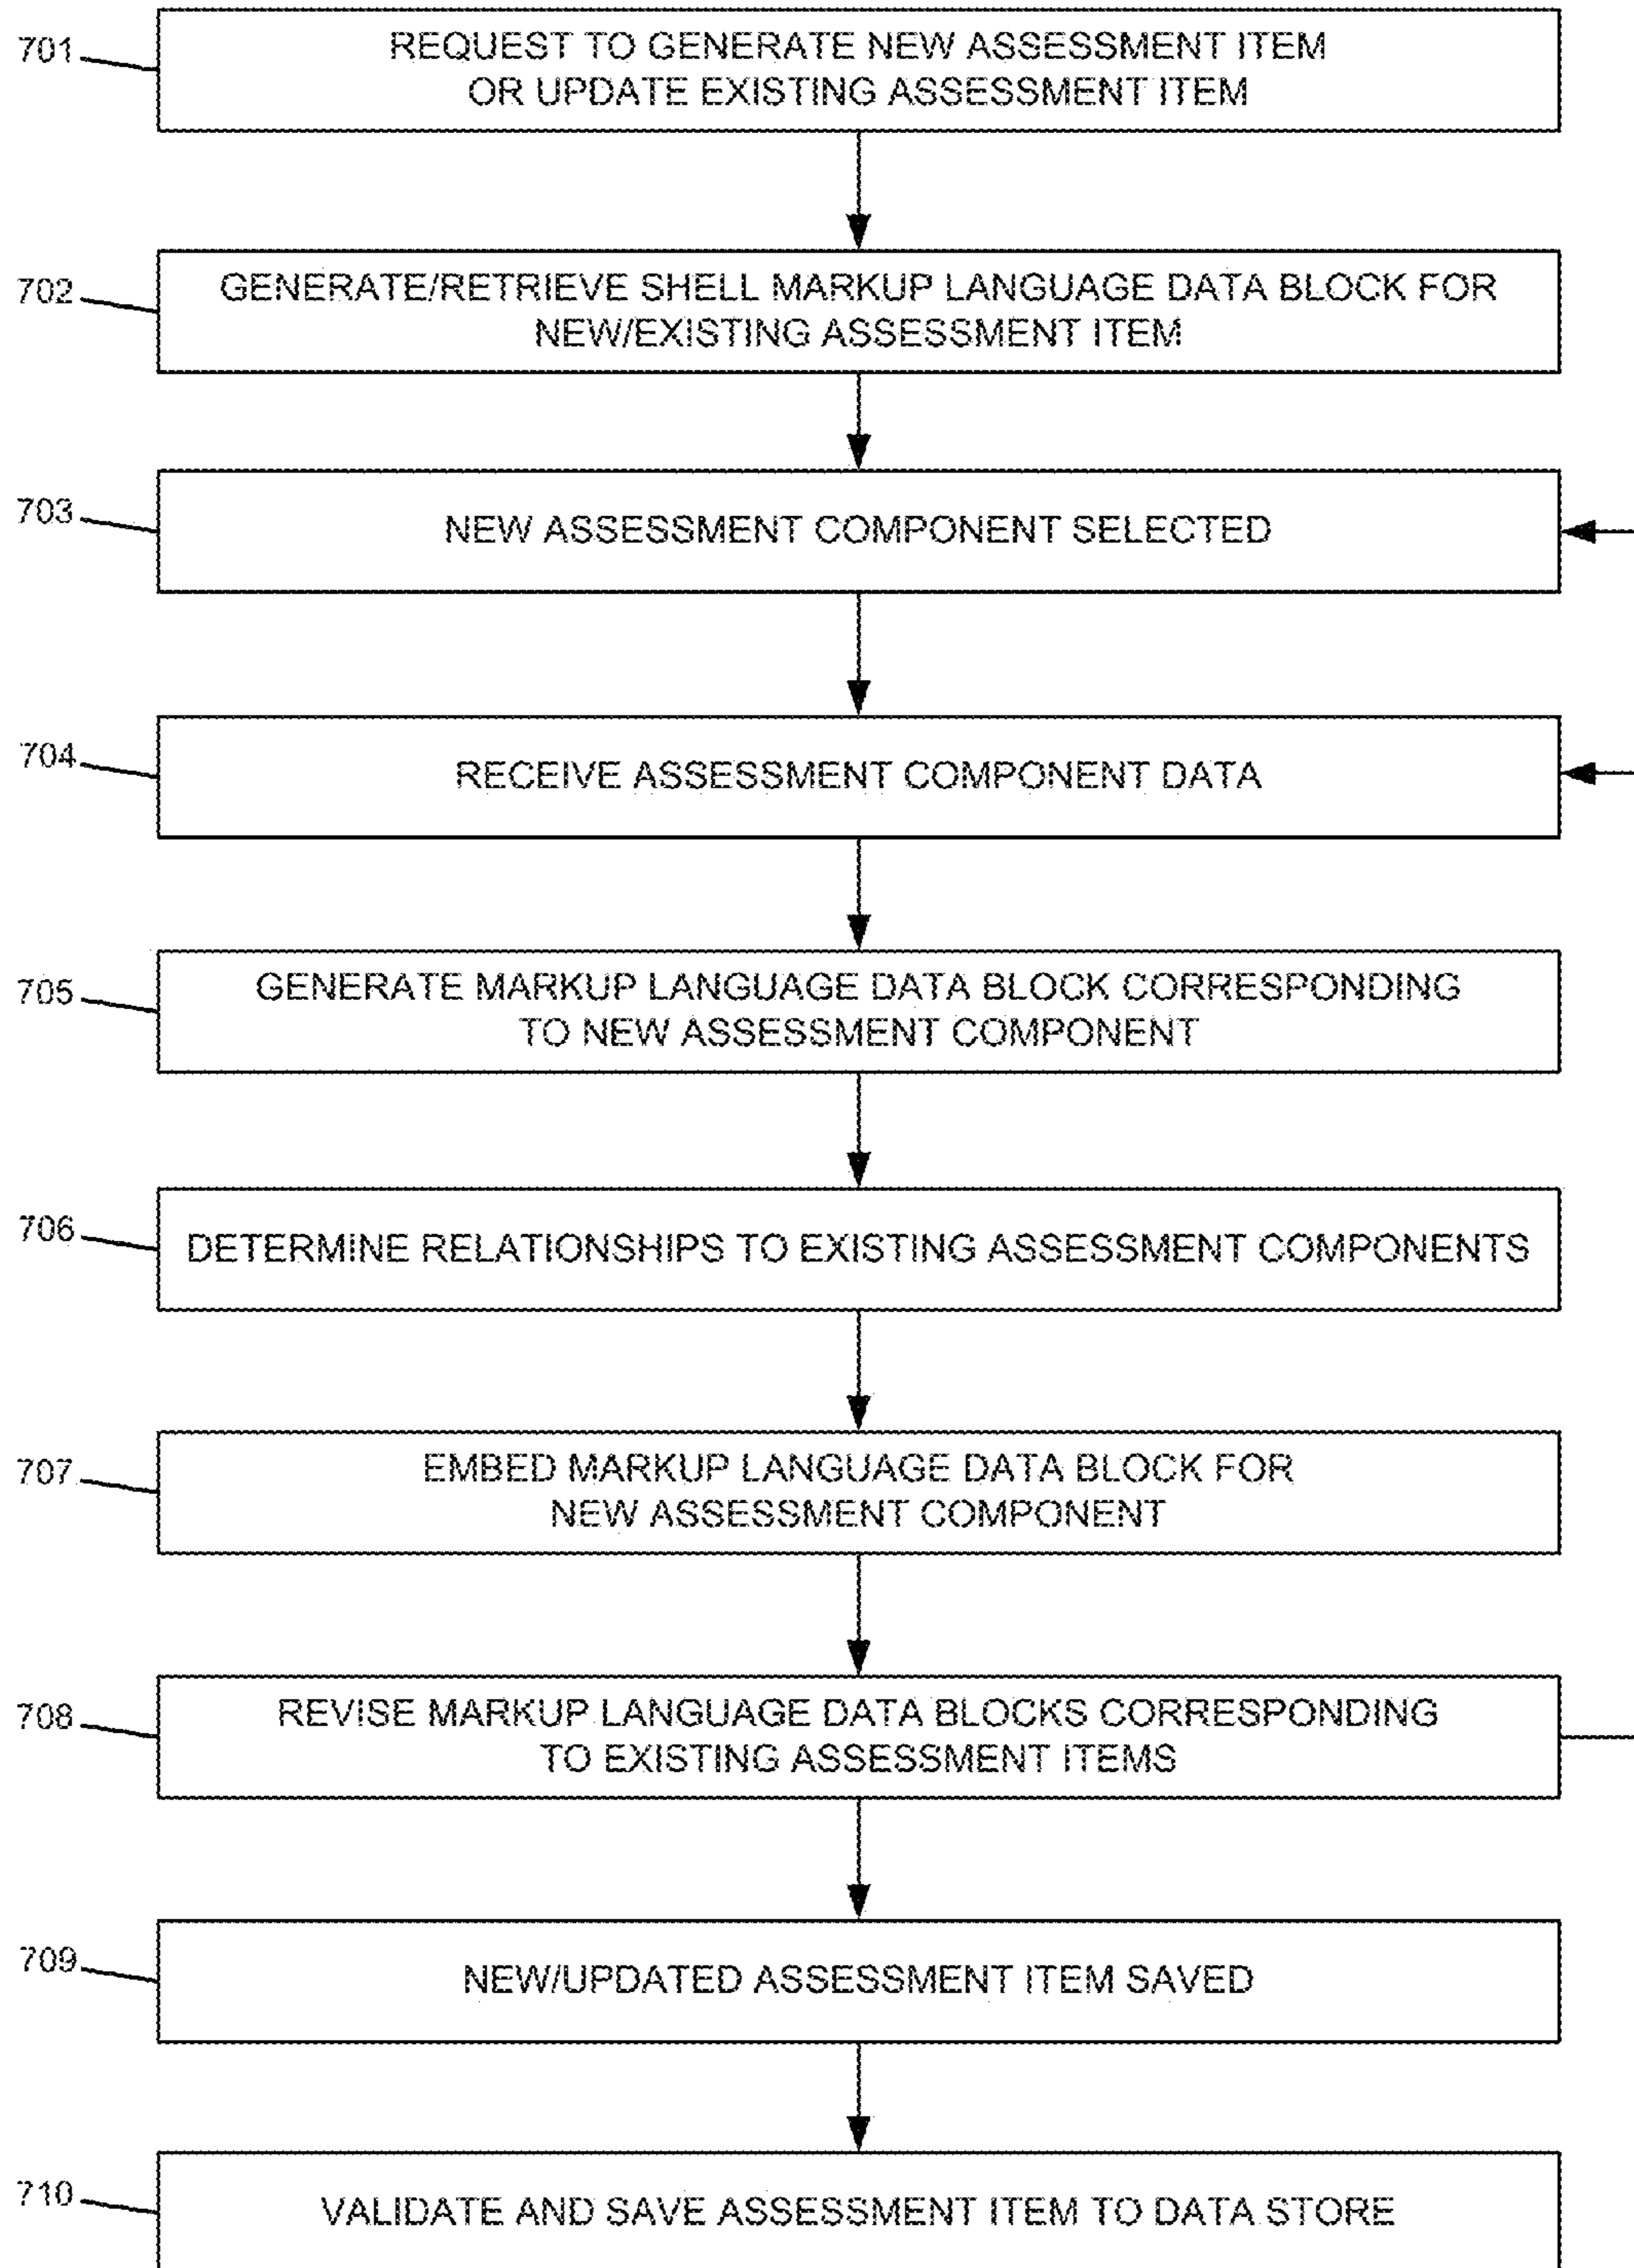 701
REQUEST TO GENERATE NEW ASSESSMENT ITEM
OR UPDATE EXISTING ASSESSMENT ITEM
702
GENERATE/RETRIEVE SHELL MARKUP LANGUAGE DATA BLOCK FOR
NEW/EXISTING ASSESSMENT ITEM
703
NEW ASSESSMENT COMPONENT SELECTED
704
RECEIVE ASSESSMENT COMPONENT DATA
705
GENERATE MARKUP LANGUAGE DATA BLOCK CORRESPONDING
TO NEW ASSESSMENT COMPONENT
706
DETERMINE RELATIONSHIPS TO EXISTING ASSESSMENT COMPONENTS
707
EMBED MARKUP LANGUAGE DATA BLOCK FOR
NEW ASSESSMENT COMPONENT
708
REVISE MARKUP LANGUAGE DATA BLOCKS CORRESPONDING
TO EXISTING ASSESSMENT ITEMS
709
NEW/UPDATED ASSESSMENT ITEM SAVED
710
VALIDATE AND SAVE ASSESSMENT ITEM TO DATA STORE